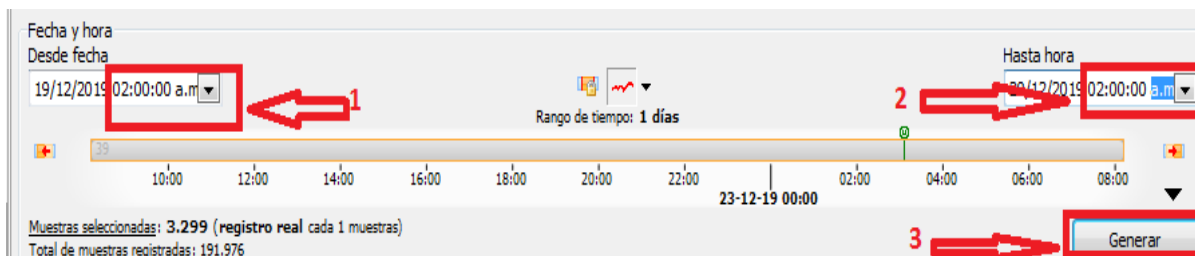 Fecha y hora
Desde fecha
Hasta hora
19/12/2019 02:00:00 a.m
1
2
02:00:00 a.m
Rango de tiempo: 1 días
39
10:00 12:00 14:00 16:00 18:00 20:00 22:00 02:00 04:00 06:00 08:00
23-12-19 00:00
Muestras seleccionadas: 3.299 (registro real cada 1 muestras)
3
Generar
Total de muestras registradas: 191.976